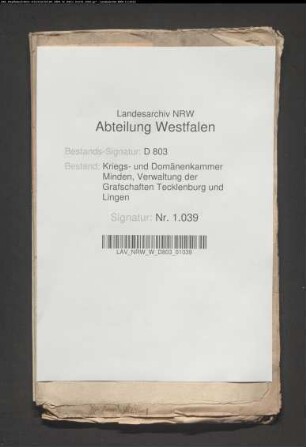 Landesarchiv NRW
Abteilung Westfalen
Bestands-Signatur: D 803
Bestand: Kriegs- und Domänenkammer
Minden, Verwaltung der
Grafschaften Tecklenburg und
Lingen
Signatur: Nr. 1.039
LAV_NRW_W_D803_01039